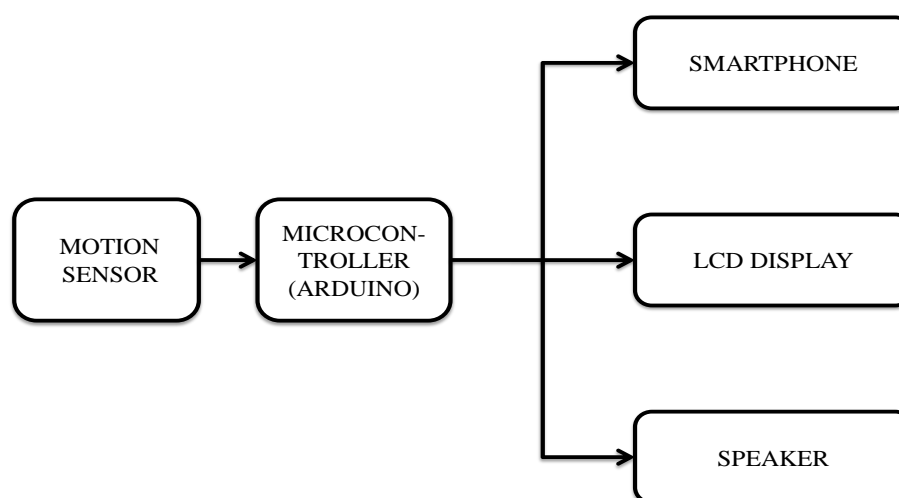 SMARTPHONE
MOTION
SENSOR
MICROCON-
TROLLER
(ARDUINO)
LCD DISPLAY
SPEAKER